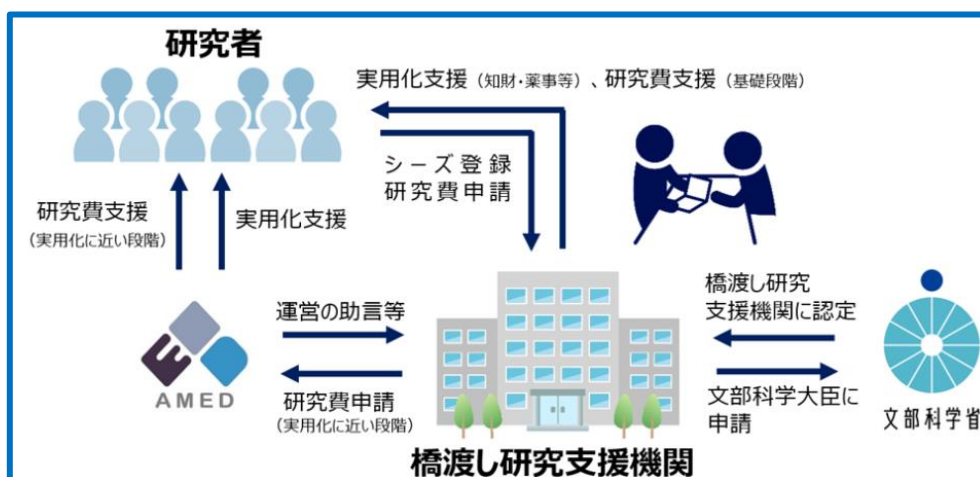 研究者
実用化支援（知財・薬事等）、研究費支援（基礎段階）
シーズ登録
研究費申請
研究費支援
（実用化に近い段階）
実用化支援
運営の助言等
研究費申請
（実用化に近い段階）
AMED
橋渡し研究
支援機関に認定
文部科学大臣に
申請
文部科学省
橋渡し研究支援機関